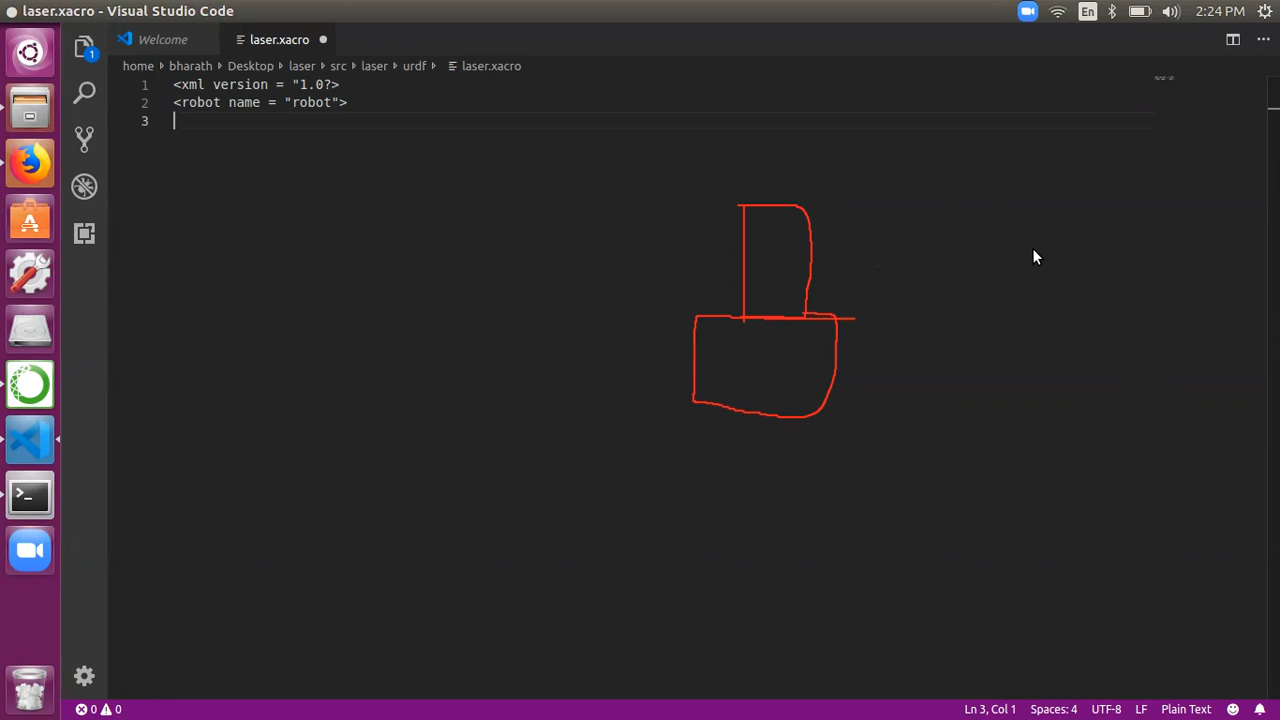 laser.xacro - Visual Studio Code
En
2:24 PM
1
Welcome
laser.xacro
home bharath Desktop laser src laser urdf laser.xacro
1 <xml version = "1.0?>
2 <robot name = "robot">
3
0 0
Ln 3, Col 1 Spaces: 4 UTF-8 LF Plain Text